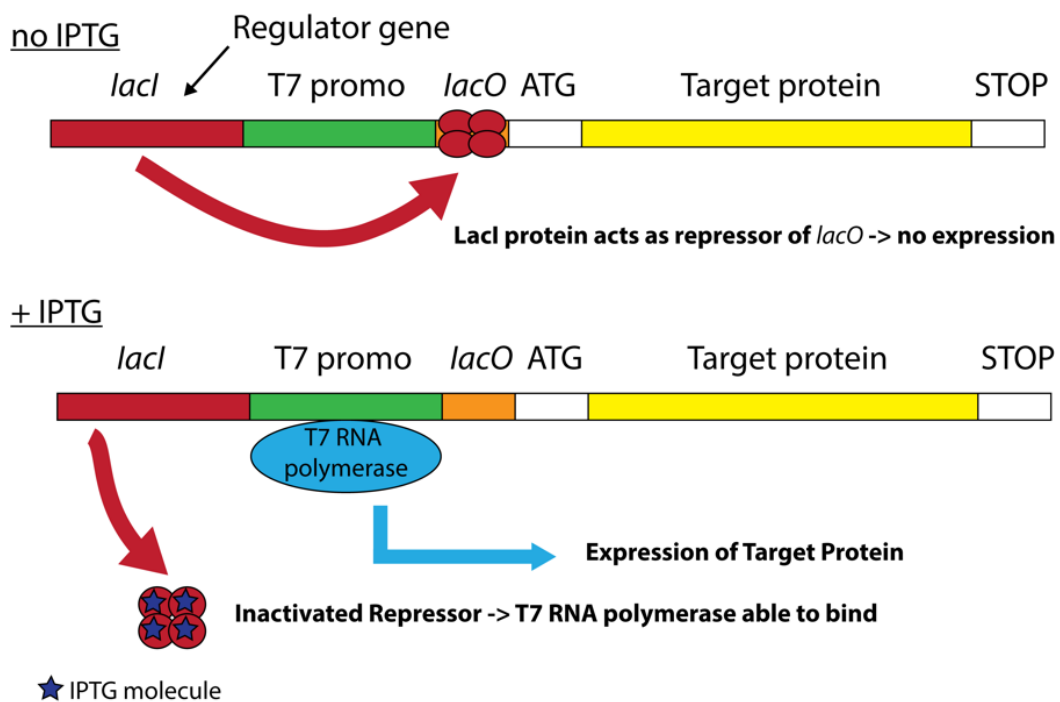 no IPTG
Regulator gene
lacI T7 promo lacO ATG Target protein STOP
LacI protein acts as repressor of lacO -> no expression
+ IPTG
lacI T7 promo lacO ATG Target protein STOP
T7 RNA
polymerase
Expression of Target Protein
Inactivated Repressor -> T7 RNA polymerase able to bind
IPTG molecule